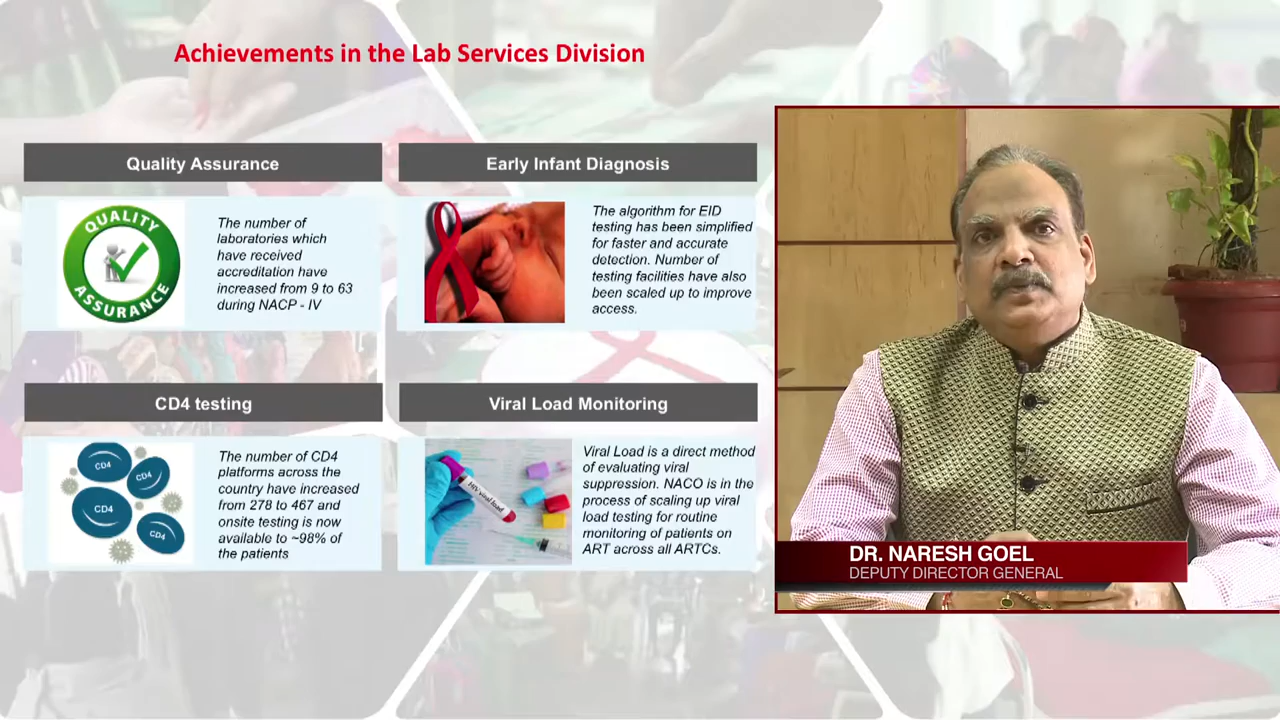 Achievements in the Lab Services Division
Quality Assurance
QUALITY
ASSURANCE
The number of
laboratories which
have received
accreditation have
increased from 9 to 63
during NACP - IV
Early Infant Diagnosis
The algorithm for EID
testing has been simplified
for faster and accurate
detection. Number of
testing facilities have also
been scaled up to improve
access.
CD4 testing
CD4
CD4
CD4
CD4
The number of CD4
platforms across the
country have increased
from 278 to 467 and
onsite testing is now
available to ~98% of
the patients
Viral Load Monitoring
HIV viral load
Viral Load is a direct method
of evaluating viral
suppression. NACO is in the
process of scaling up viral
load testing for routine
monitoring of patients on
ART across all ARTCs.
DR. NARESH GOEL
DEPUTY DIRECTOR GENERAL